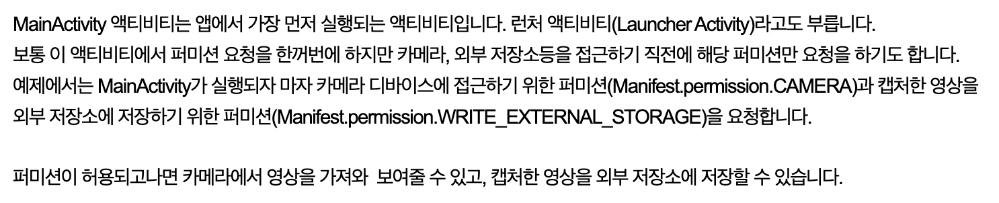 MainActivity 액티비티는 앱에서 가장 먼저 실행되는 액티비티입니다. 런처 액티비티(Launcher Activity)라고도 부릅니다.
보통 이 액티비티에서 퍼미션 요청을 한꺼번에 하지만 카메라, 외부 저장소등을 접근하기 직전에 해당 퍼미션만 요청을 하기도 합니다.
예제에서는 MainActivity가 실행되자 마자 카메라 디바이스에 접근하기 위한 퍼미션(Manifest.permission.CAMERA)과 캡처한 영상을
외부 저장소에 저장하기 위한 퍼미션(Manifest.permission.WRITE_EXTERNAL_STORAGE)을 요청합니다.
퍼미션이 허용되고나면 카메라에서 영상을 가져와  보여줄 수 있고, 캡처한 영상을 외부 저장소에 저장할 수 있습니다.